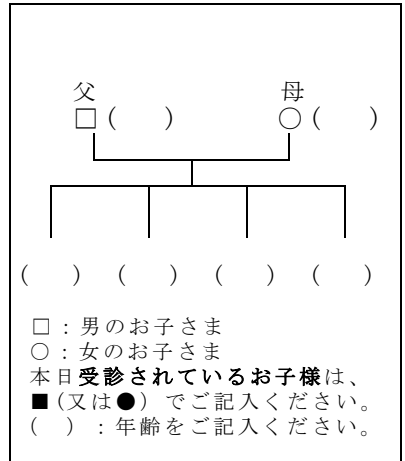 父　母
□(　)　○(　)
(　)　(　)　(　)　(　)
□：男のお子さま
○：女のお子さま
本日受診されているお子様は、
■(又は●）でご記入ください。
(　)：年齢をご記入ください。